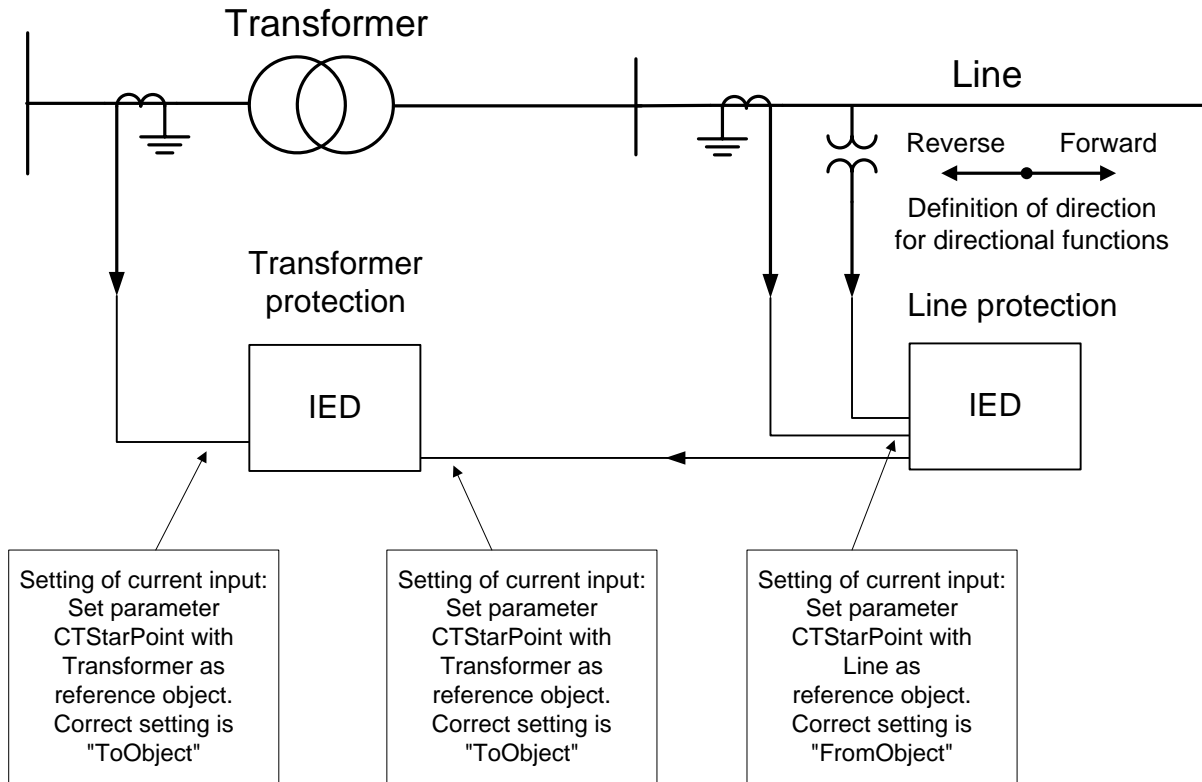 Transformer
Line
Reverse
Forward
Definition of direction
for directional functions
Transformer
protection
Line protection
IED
IED
Setting of current input:
Set parameter
CTStarPoint with
Transformer as
reference object.
Correct setting is
"ToObject"
Setting of current input:
Set parameter
CTStarPoint with
Transformer as
reference object.
Correct setting is
"ToObject"
Setting of current input:
Set parameter
CTStarPoint with
Line as
reference object.
Correct setting is
"FromObject"